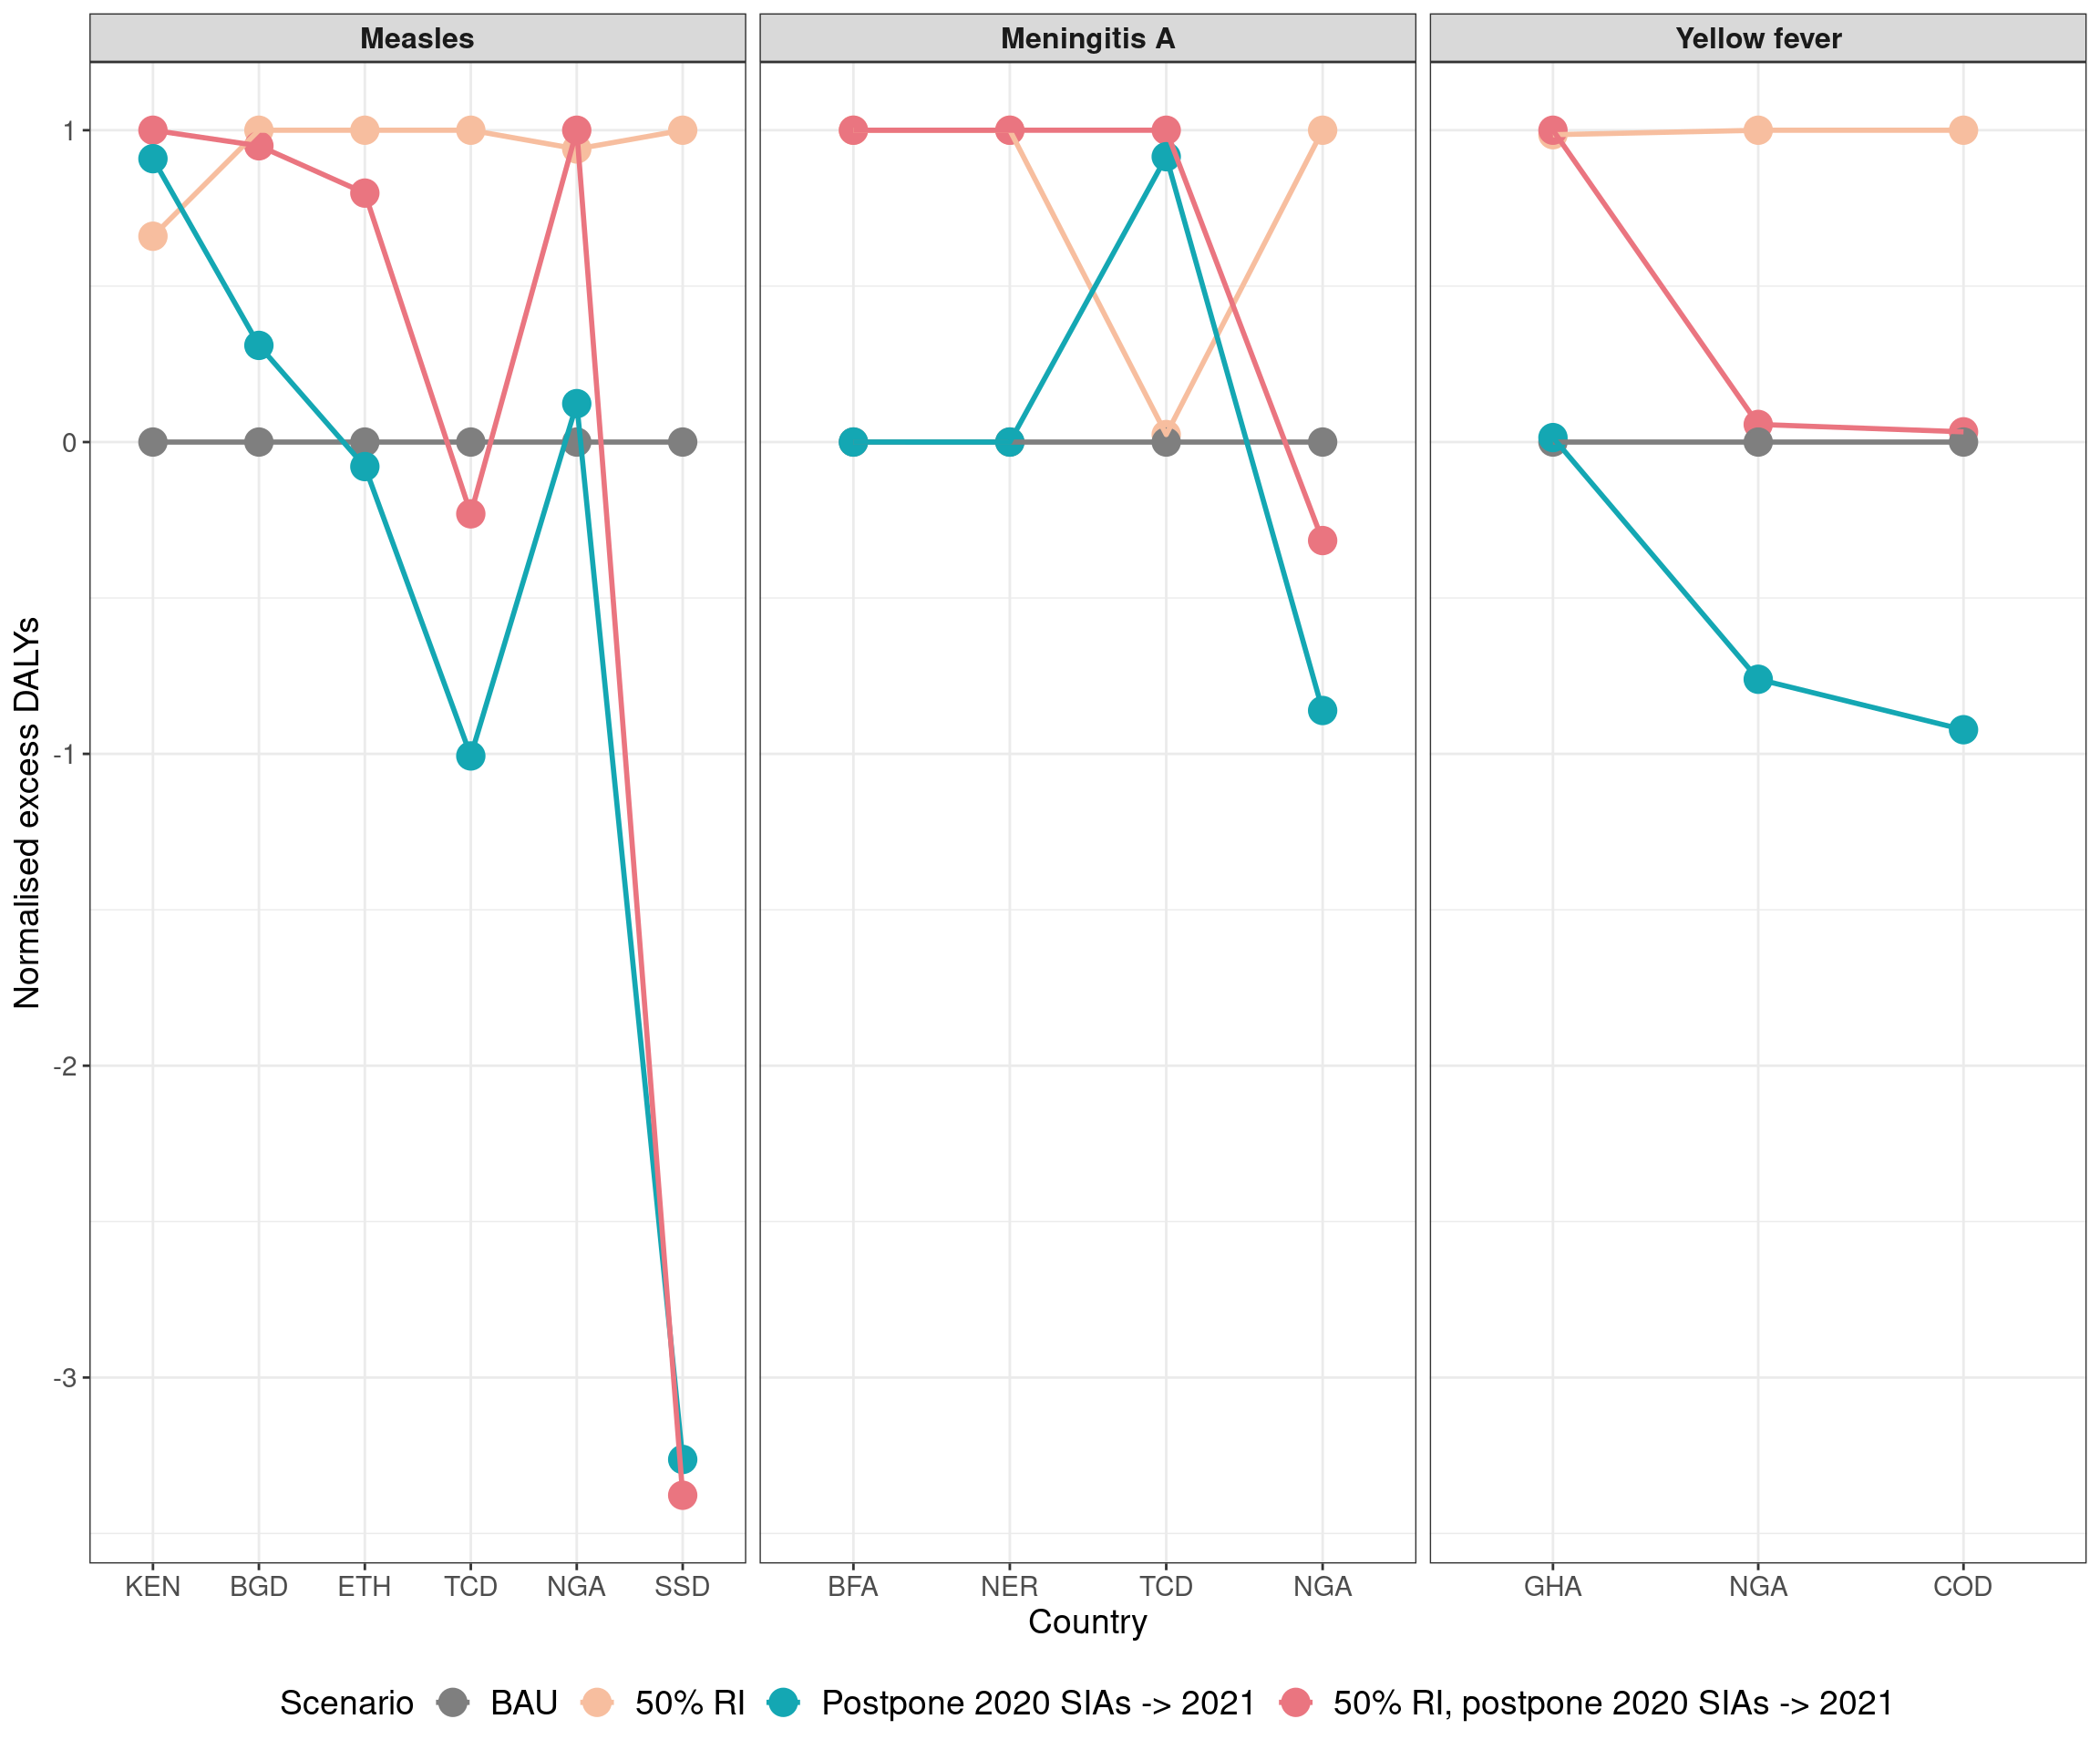 Measles Meningitis A Yellow fever
Normalised excess DALYs
1
0
-1
-2
-3
KEN BGD ETH TCD NGA SSD BFA NER TCD NGA GHA NGA COD
Country
Scenario BAU 50% RI Postpone 2020 SIAs -> 2021 50% RI, postpone 2020 SIAs -> 2021